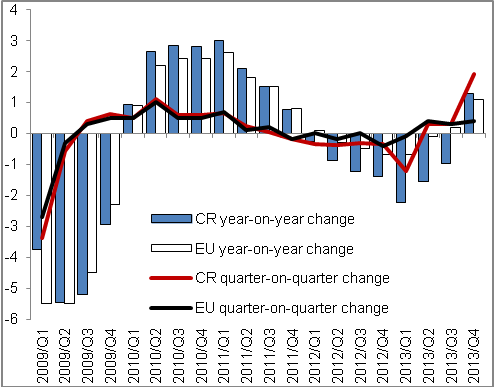 4
3
2
1
0
-1
-2
-3
-4
-5
-6
CR year-on-year change
EU year-on-year change
CR quarter-on-quarter change
EU quarter-on-quarter change
2009/Q1
2009/Q2
2009/Q3
2009/Q4
2010/Q1
2010/Q2
2010/Q3
2010/Q4
2011/Q1
2011/Q2
2011/Q3
2011/Q4
2012/Q1
2012/Q2
2012/Q3
2012/Q4
2013/Q1
2013/Q2
2013/Q3
2013/Q4